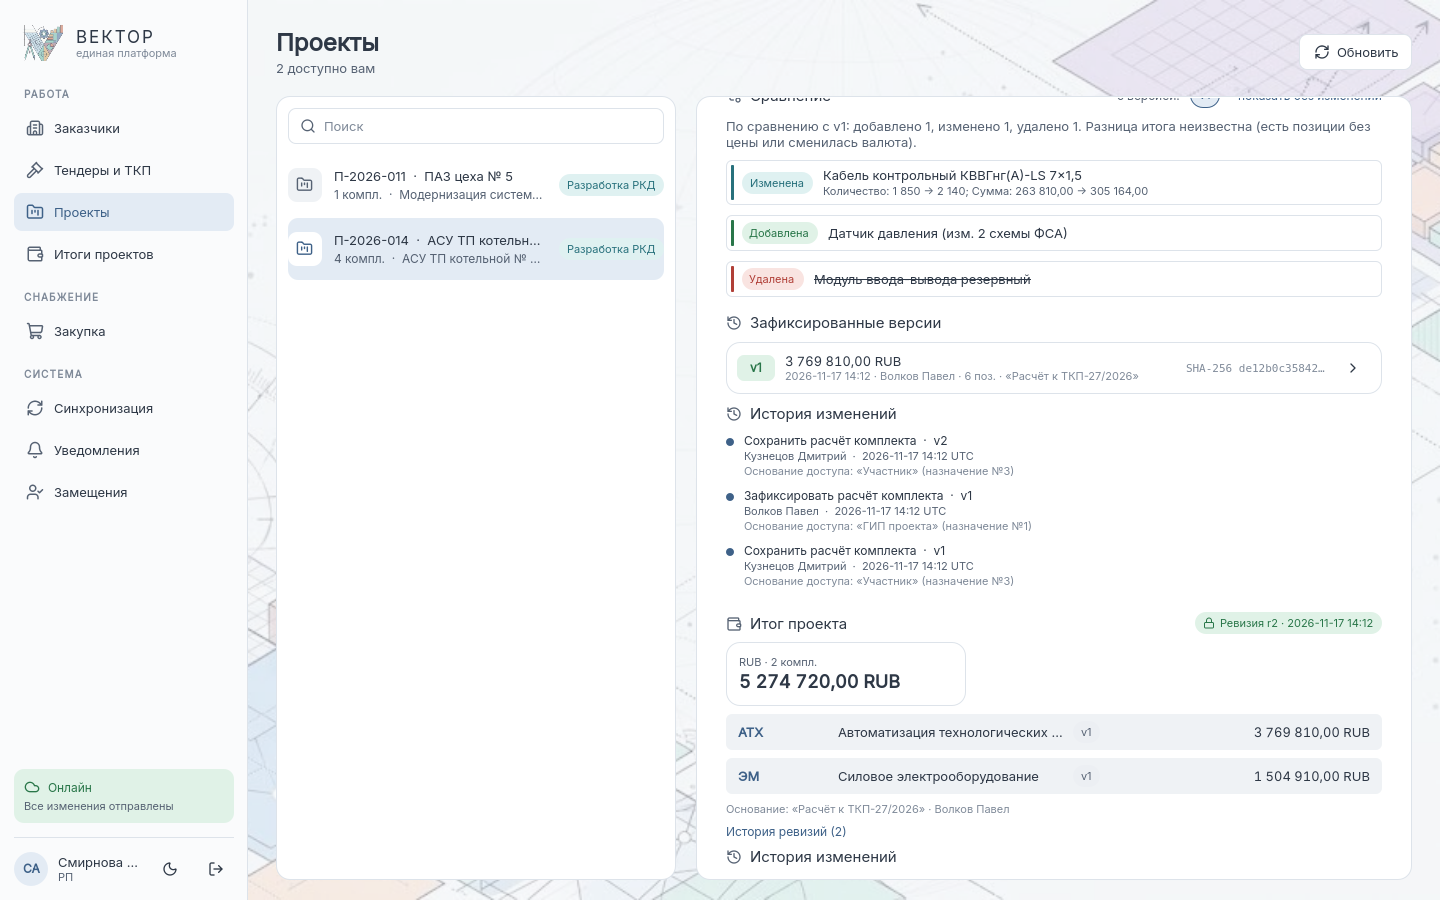 ВЕКТОР
единая платформа
РАБОТА
Заказчики
Тендеры и ТКП
Проекты
Итоги проектов
СНАБЖЕНИЕ
Закупка
СИСТЕМА
Синхронизация
Уведомления
Замещения
Онлайн
Все изменения отправлены
СА
Смирнова ...
РП
Проекты
2 доступно вам
Обновить
Поиск
П-2026-011 · ПАЗ цеха № 5
1 компл. · Модернизация систем...
Разработка РКД
П-2026-014 · АСУ ТП котельн...
4 компл. · АСУ ТП котельной № ...
Разработка РКД
Сравнение
с версией:
показать без изменений
По сравнению с v1: добавлено 1, изменено 1, удалено 1. Разница итога неизвестна (есть позиции без
цены или сменилась валюта).
Изменена
Кабель контрольный КВВГнг(А)-LS 7×1,5
Количество: 1 850 → 2 140; Сумма: 263 810,00 → 305 164,00
Добавлена
Датчик давления (изм. 2 схемы ФСА)
Удалена
Модуль ввода-вывода резервный
Зафиксированные версии
v1
3 769 810,00 RUB
2026-11-17 14:12 · Волков Павел · 6 поз. · «Расчёт к ТКП-27/2026»
SHA-256 de12b0c35842…
История изменений
Сохранить расчёт комплекта · v2
Кузнецов Дмитрий · 2026-11-17 14:12 UTC
Основание доступа: «Участник» (назначение №3)
Зафиксировать расчёт комплекта · v1
Волков Павел · 2026-11-17 14:12 UTC
Основание доступа: «ГИП проекта» (назначение №1)
Сохранить расчёт комплекта · v1
Кузнецов Дмитрий · 2026-11-17 14:12 UTC
Основание доступа: «Участник» (назначение №3)
Итог проекта
Ревизия r2 · 2026-11-17 14:12
RUB · 2 компл.
5 274 720,00 RUB
АТХ
Автоматизация технологических ...
v1
3 769 810,00 RUB
ЭМ
Силовое электрооборудование
v1
1 504 910,00 RUB
Основание: «Расчёт к ТКП-27/2026» · Волков Павел
История ревизий (2)
История изменений